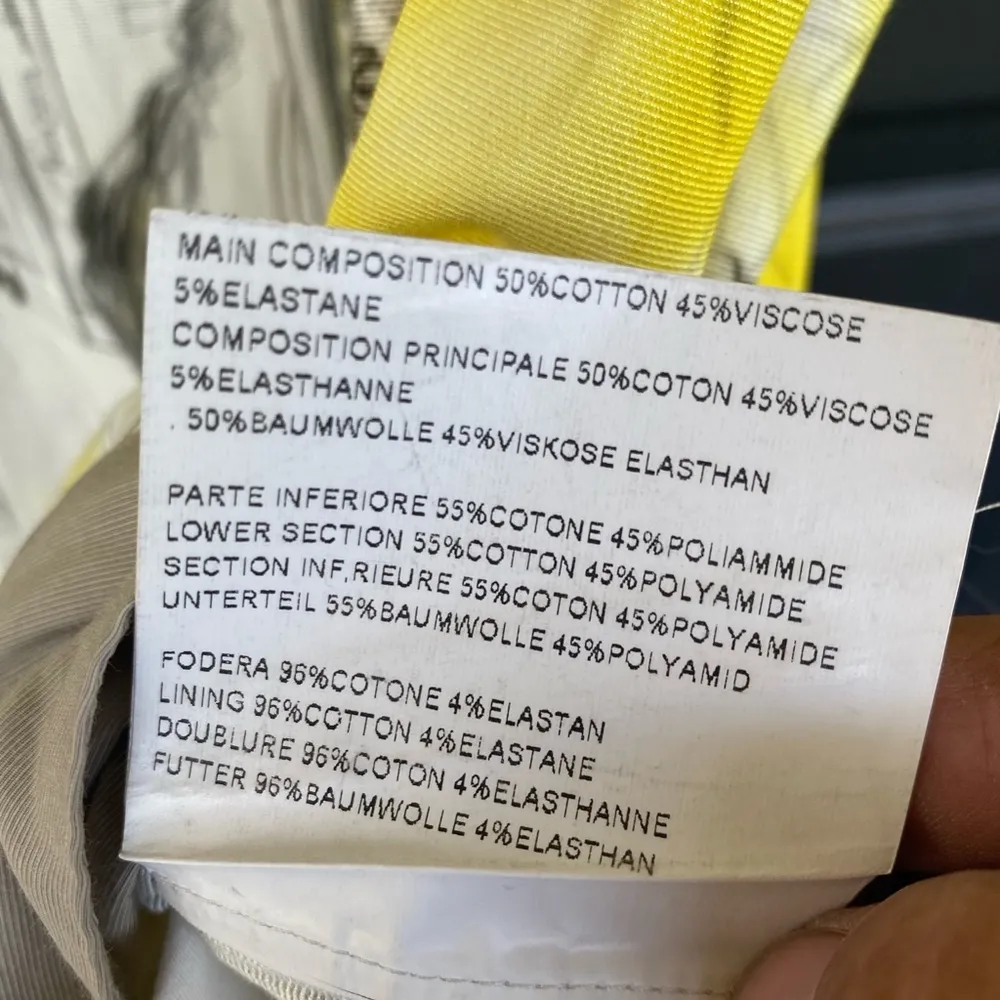 MAIN COMPOSITION 50%COTTON 45%VISCOSE
5%ELASTANE
COMPOSITION PRINCIPALE 50%COTON 45%VISCOSE
5%ELASTHANNE
. 50%BAUMWOLLE 45%VISKOSE ELASTHAN
PARTE INFERIORE 55%COTONE 45%POLIAMMIDE
LOWER SECTION 55%COTTON 45%POLYAMIDE
SECTION INF.RIEURE 55%COTON 45%POLYAMIDE
UNTERTEIL 55%BAUMWOLLE 45%POLYAMID
FODERA 96%COTONE 4%ELASTAN
LINING 96%COTTON 4%ELASTANE
DOUBLURE 96%COTON 4%ELASTHANNE
FUTTER 96%BAUMWOLLE 4%ELASTHAN